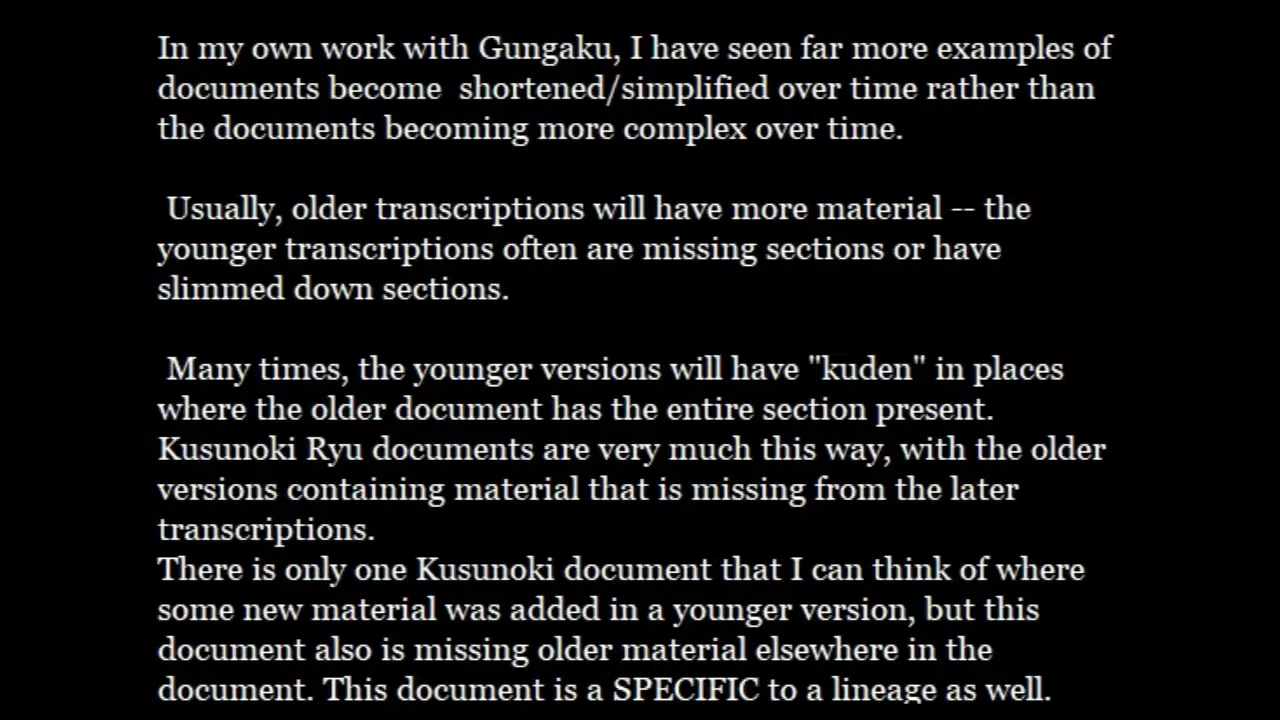 In my own work with Gungaku, I have seen far more examples of
documents become  shortened/simplified over time rather than
the documents becoming more complex over time.
Usually, older transcriptions will have more material -- the
younger transcriptions often are missing sections or have
slimmed down sections.
Many times, the younger versions will have "kuden" in places
where the older document has the entire section present.
Kusunoki Ryu documents are very much this way, with the older
versions containing material that is missing from the later
transcriptions.
There is only one Kusunoki document that I can think of where
some new material was added in a younger version, but this
document also is missing older material elsewhere in the
document. This document is a SPECIFIC to a lineage as well.